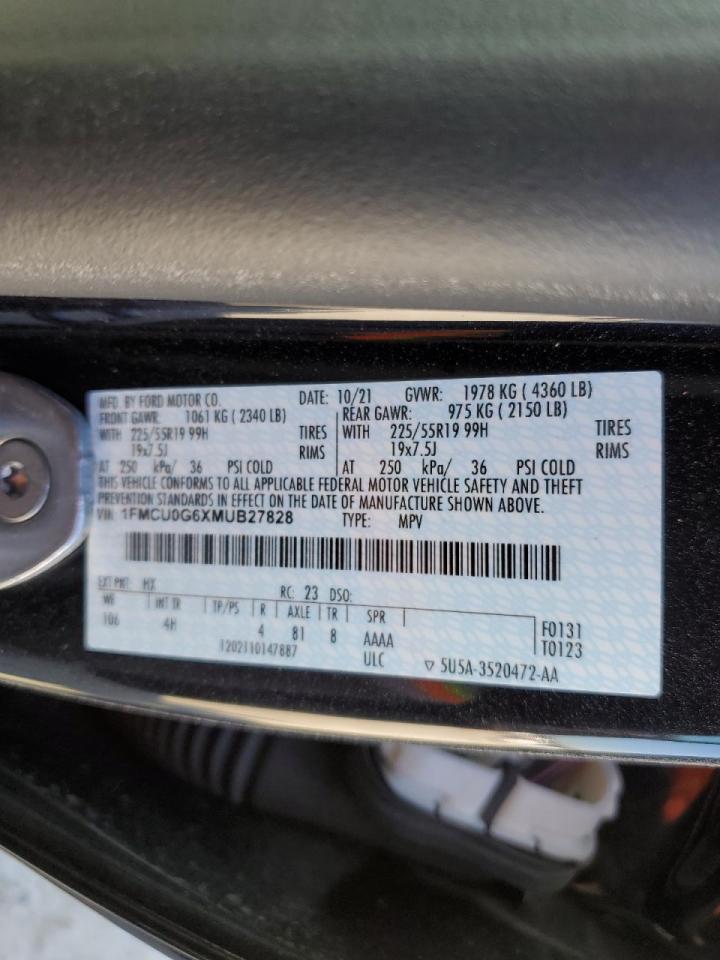 MFD. BY FORD MOTOR CO. DATE: 10/21 GVWR: 1978 KG ( 4360 LB)
FRONT GAWR: 1061 KG ( 2340 LB) REAR GAWR: 975 KG ( 2150 LB)
WITH 225/55R19 99H TIRES WITH 225/55R19 99H TIRES
19x7.5J RIMS 19x7.5J RIMS
AT 250 kPa/ 36 PSI COLD AT 250 kPa/ 36 PSI COLD
THIS VEHICLE CONFORMS TO ALL APPLICABLE FEDERAL MOTOR VEHICLE SAFETY AND THEFT
PREVENTION STANDARDS IN EFFECT ON THE DATE OF MANUFACTURE SHOWN ABOVE.
VIN: 1FMCU0G6XMUB27828 TYPE: MPV
EXT PNT: HX RC: 23 DSO:
WB INT TR TP/PS R AXLE TR SPR
106 4H 4 81 8 AAAA F0131
1202110147887 ULC T0123
▽ 5U5A-3520472-AA